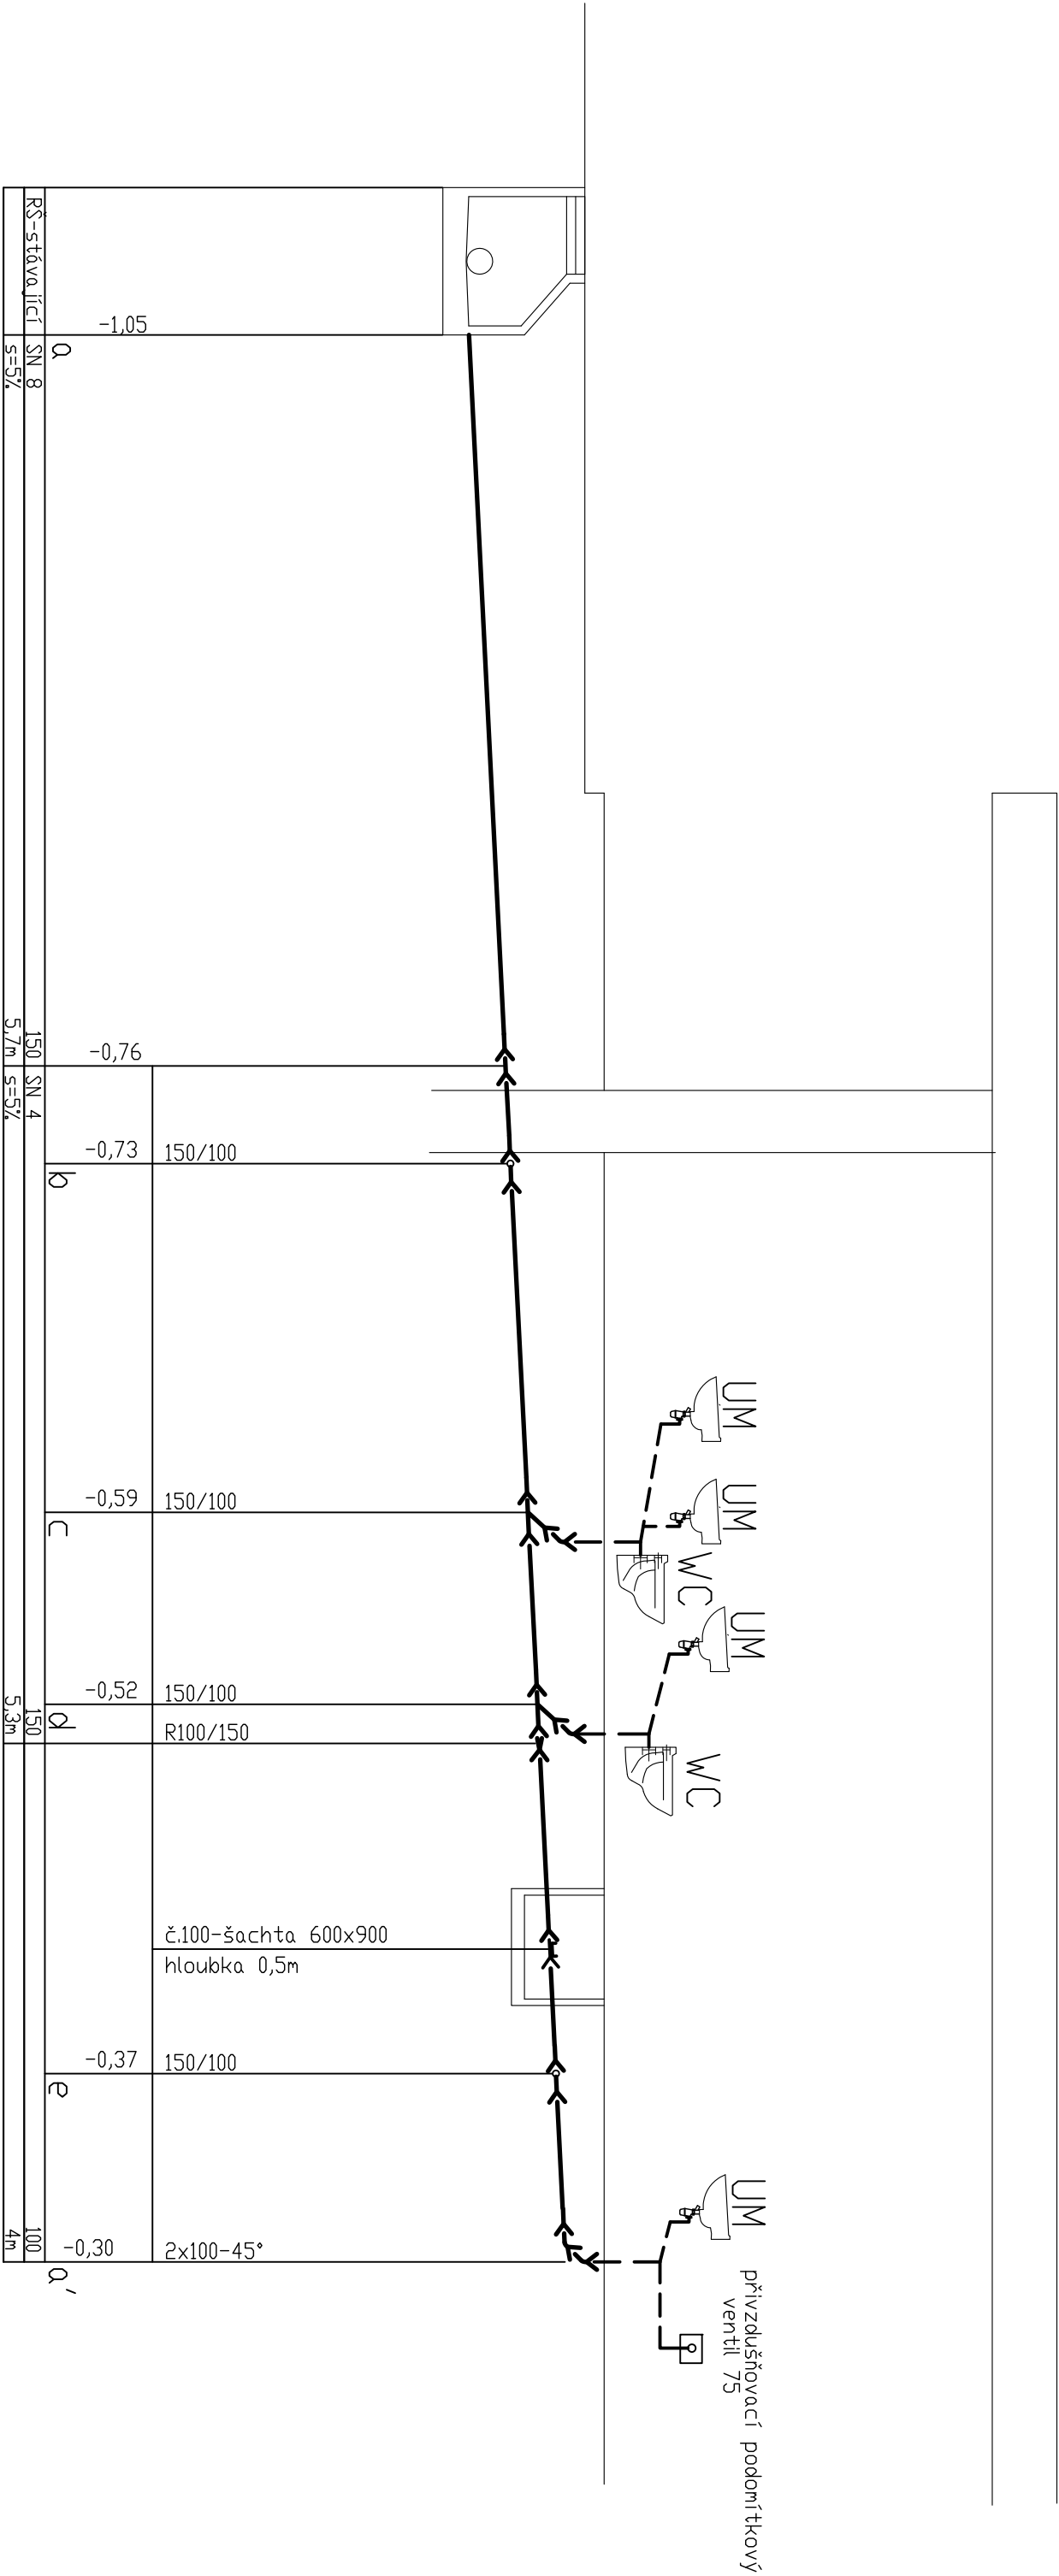 UM
UM
WC
UM
WC
UM
přivzdušňovací podomítkový
ventil 75
150/100
150/100
150/100
R100/150
č.100-šachta 600x900
hloubka 0,5m
150/100
2x100-45°
-1,05
-0,76
-0,73
-0,59
-0,52
-0,37
-0,30
a
b
c
d
e
a'
RŠ-stávající
SN 8
150
SN 4
150
100
s=5%
5,7m
s=5%
5,3m
4m